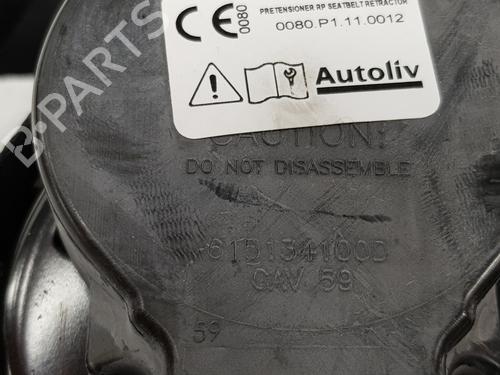 PRETENSIONER RP SEATBELT RETRACTOR
CE 0080
0080.P1.11.0012
Autoliv
CAUTION!
DO NOT DISASSEMBLE
615134100D
CAV 59
59
B-PARTS